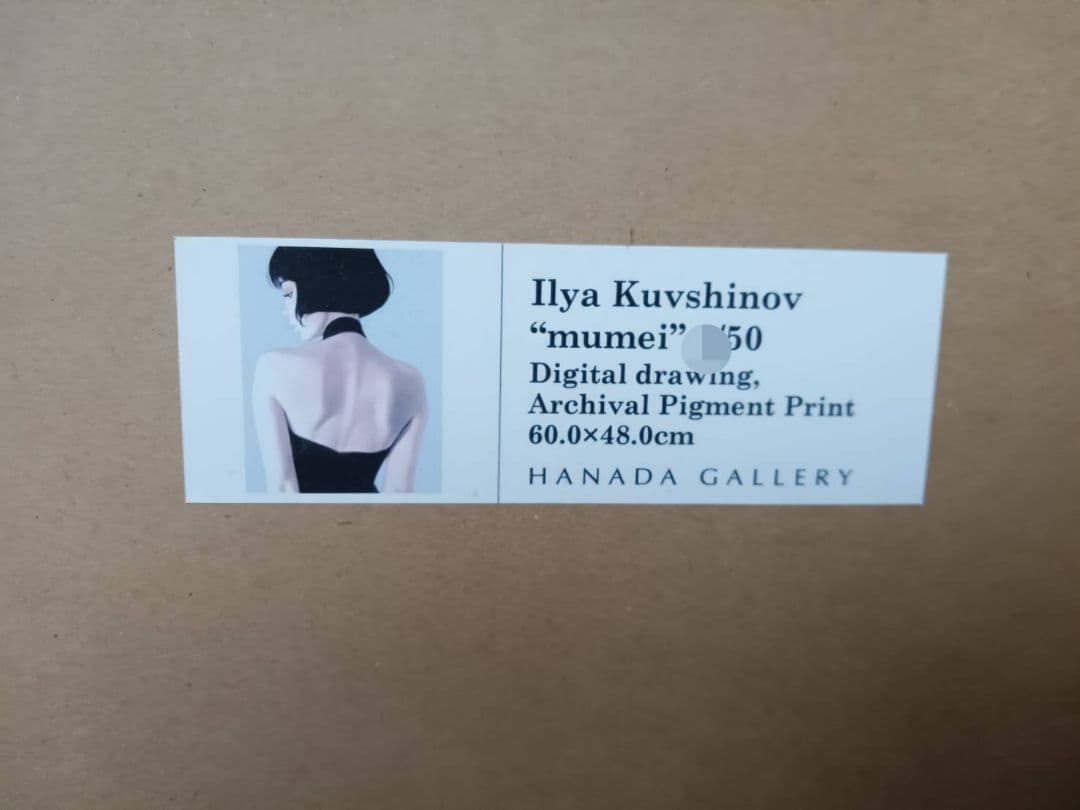 Ilya Kuvshinov
“mumei” /50
Digital drawing,
Archival Pigment Print
60.0×48.0cm
HANADA GALLERY